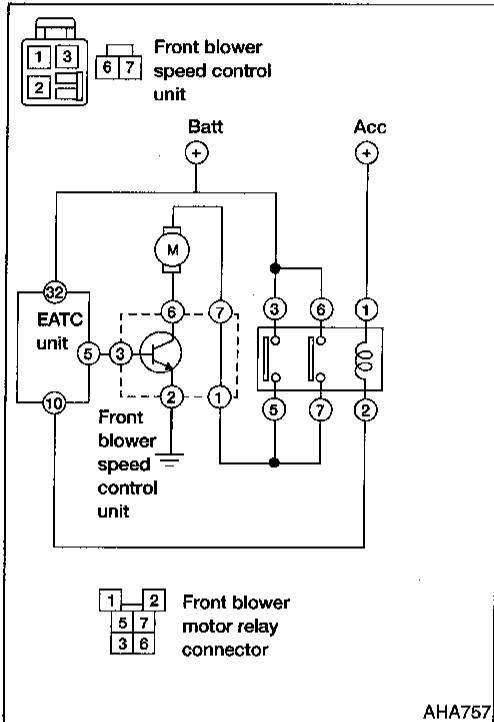 1 3
2
6 7
Front blower
speed control
unit
Batt
Acc
+
+
M
32
EATC
unit
5
3
6
7
3
6
1
10
2
1
5
7
2
Front
blower
speed
control
unit
1 2
5 7
3 6
Front blower
motor relay
connector
AHA757